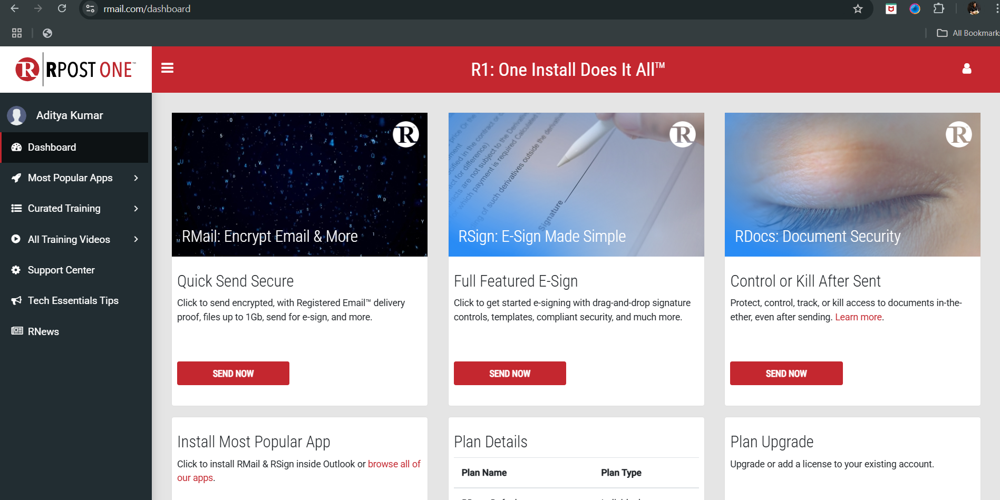 rmail.com/dashboard
All Bookmarks
R RPOST ONE™
R1: One Install Does It All™
Aditya Kumar
Dashboard
Most Popular Apps
Curated Training
All Training Videos
Support Center
Tech Essentials Tips
RNews
R
RMail: Encrypt Email & More
Quick Send Secure
Click to send encrypted, with Registered Email™ delivery
proof, files up to 1Gb, send for e-sign, and more.
SEND NOW
R
Signature
RSign: E-Sign Made Simple
Full Featured E-Sign
Click to get started e-signing with drag-and-drop signature
controls, templates, compliant security, and much more.
SEND NOW
R
RDocs: Document Security
Control or Kill After Sent
Protect, control, track, or kill access to documents in-the-
ether, even after sending. Learn more.
SEND NOW
Install Most Popular App
Click to install RMail & RSign inside Outlook or browse all of
our apps.
Plan Details
Plan Name Plan Type
Plan Upgrade
Upgrade or add a license to your existing account.